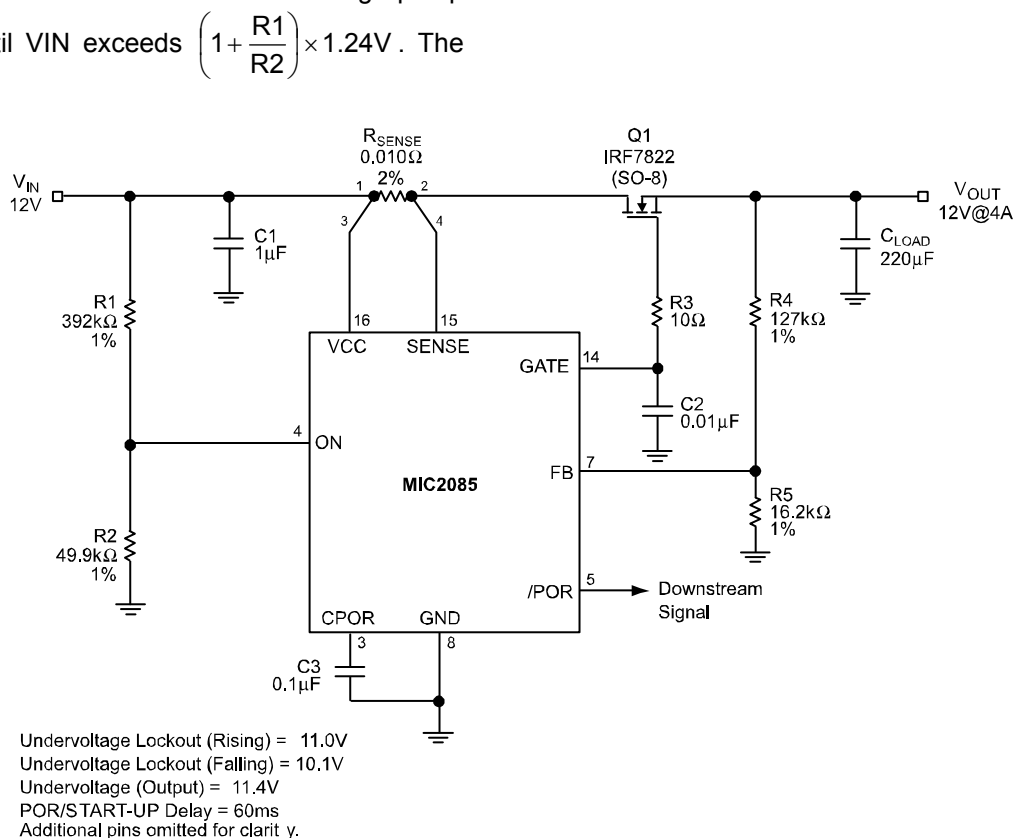 til VIN exceeds (1 + R1/R2) × 1.24V . The
RSENSE
0.010Ω
2%
Q1
IRF7822
(SO-8)
VIN
12V
1
2
3
4
VOUT
12V@4A
C1
1µF
CLOAD
220µF
R1
392kΩ
1%
R3
10Ω
R4
127kΩ
1%
16
15
VCC
SENSE
GATE
14
C2
0.01µF
4
ON
FB
7
MIC2085
R5
16.2kΩ
1%
R2
49.9kΩ
1%
/POR
5
Downstream
Signal
CPOR
GND
3
8
C3
0.1µF
Undervoltage Lockout (Rising) = 11.0V
Undervoltage Lockout (Falling) = 10.1V
Undervoltage (Output) = 11.4V
POR/START-UP Delay = 60ms
Additional pins omitted for clarit y.